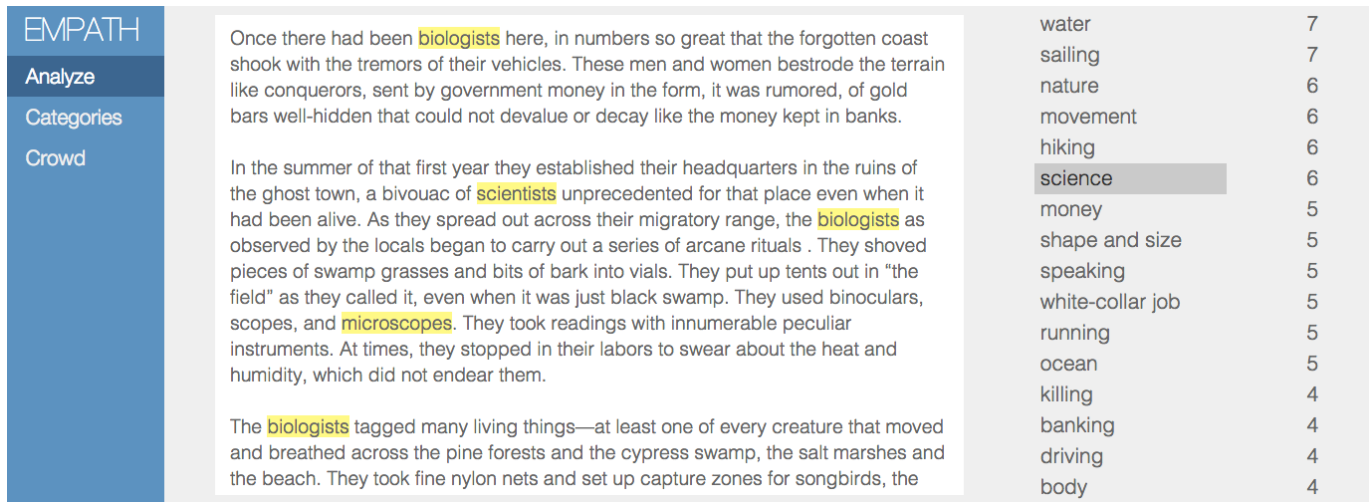 EMPATH
Analyze
Categories
Crowd
Once there had been biologists here, in numbers so great that the forgotten coast
shook with the tremors of their vehicles. These men and women bestrode the terrain
like conquerors, sent by government money in the form, it was rumored, of gold
bars well-hidden that could not devalue or decay like the money kept in banks.
In the summer of that first year they established their headquarters in the ruins of
the ghost town, a bivouac of scientists unprecedented for that place even when it
had been alive. As they spread out across their migratory range, the biologists as
observed by the locals began to carry out a series of arcane rituals . They shoved
pieces of swamp grasses and bits of bark into vials. They put up tents out in “the
field” as they called it, even when it was just black swamp. They used binoculars,
scopes, and microscopes. They took readings with innumerable peculiar
instruments. At times, they stopped in their labors to swear about the heat and
humidity, which did not endear them.
The biologists tagged many living things—at least one of every creature that moved
and breathed across the pine forests and the cypress swamp, the salt marshes and
the beach. They took fine nylon nets and set up capture zones for songbirds, the
water 7
sailing 7
nature 6
movement 6
hiking 6
science 6
money 5
shape and size 5
speaking 5
white-collar job 5
running 5
ocean 5
killing 4
banking 4
driving 4
body 4